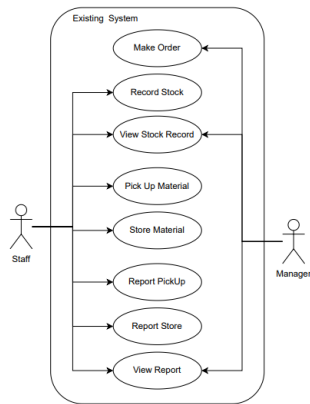 Existing System
Make Order
Record Stock
View Stock Record
Pick Up Material
Store Material
Staff
Manager
Report PickUp
Report Store
View Report